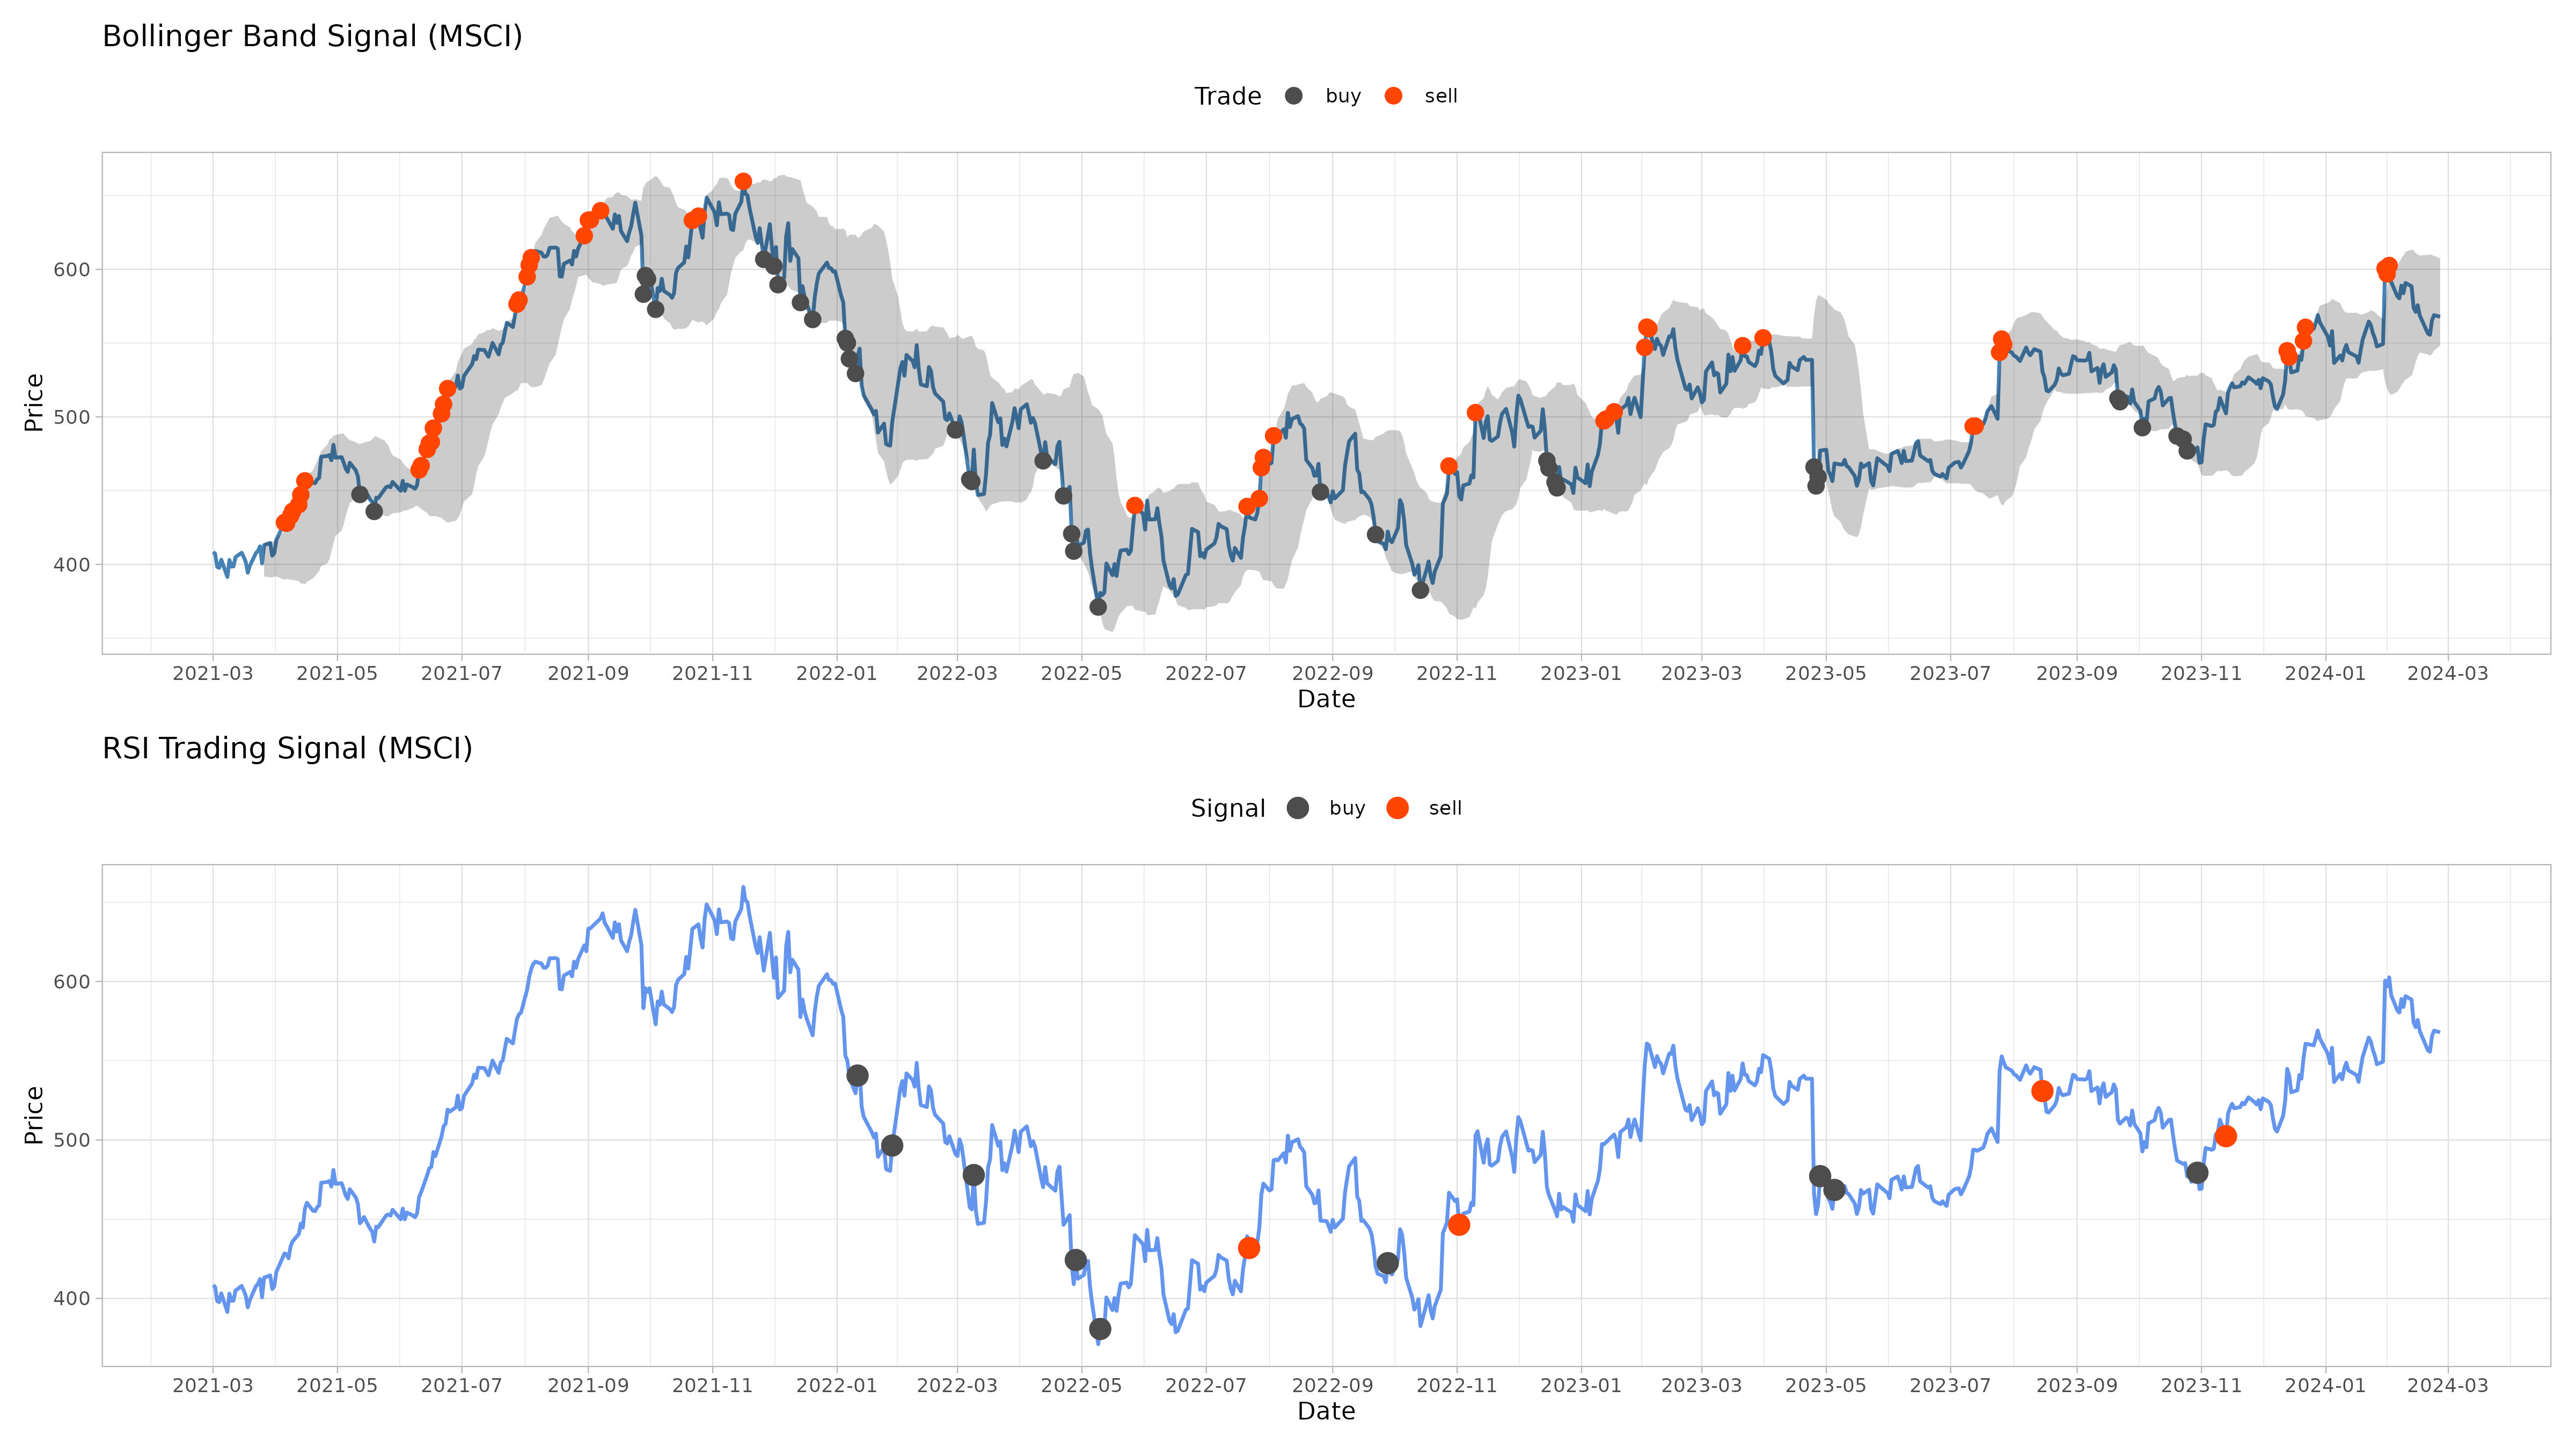 Bollinger Band Signal (MSCI)
Trade buy sell
Price
600
500
400
2021-03 2021-05 2021-07 2021-09 2021-11 2022-01 2022-03 2022-05 2022-07 2022-09 2022-11 2023-01 2023-03 2023-05 2023-07 2023-09 2023-11 2024-01 2024-03
Date
RSI Trading Signal (MSCI)
Signal buy sell
Price
600
500
400
2021-03 2021-05 2021-07 2021-09 2021-11 2022-01 2022-03 2022-05 2022-07 2022-09 2022-11 2023-01 2023-03 2023-05 2023-07 2023-09 2023-11 2024-01 2024-03
Date